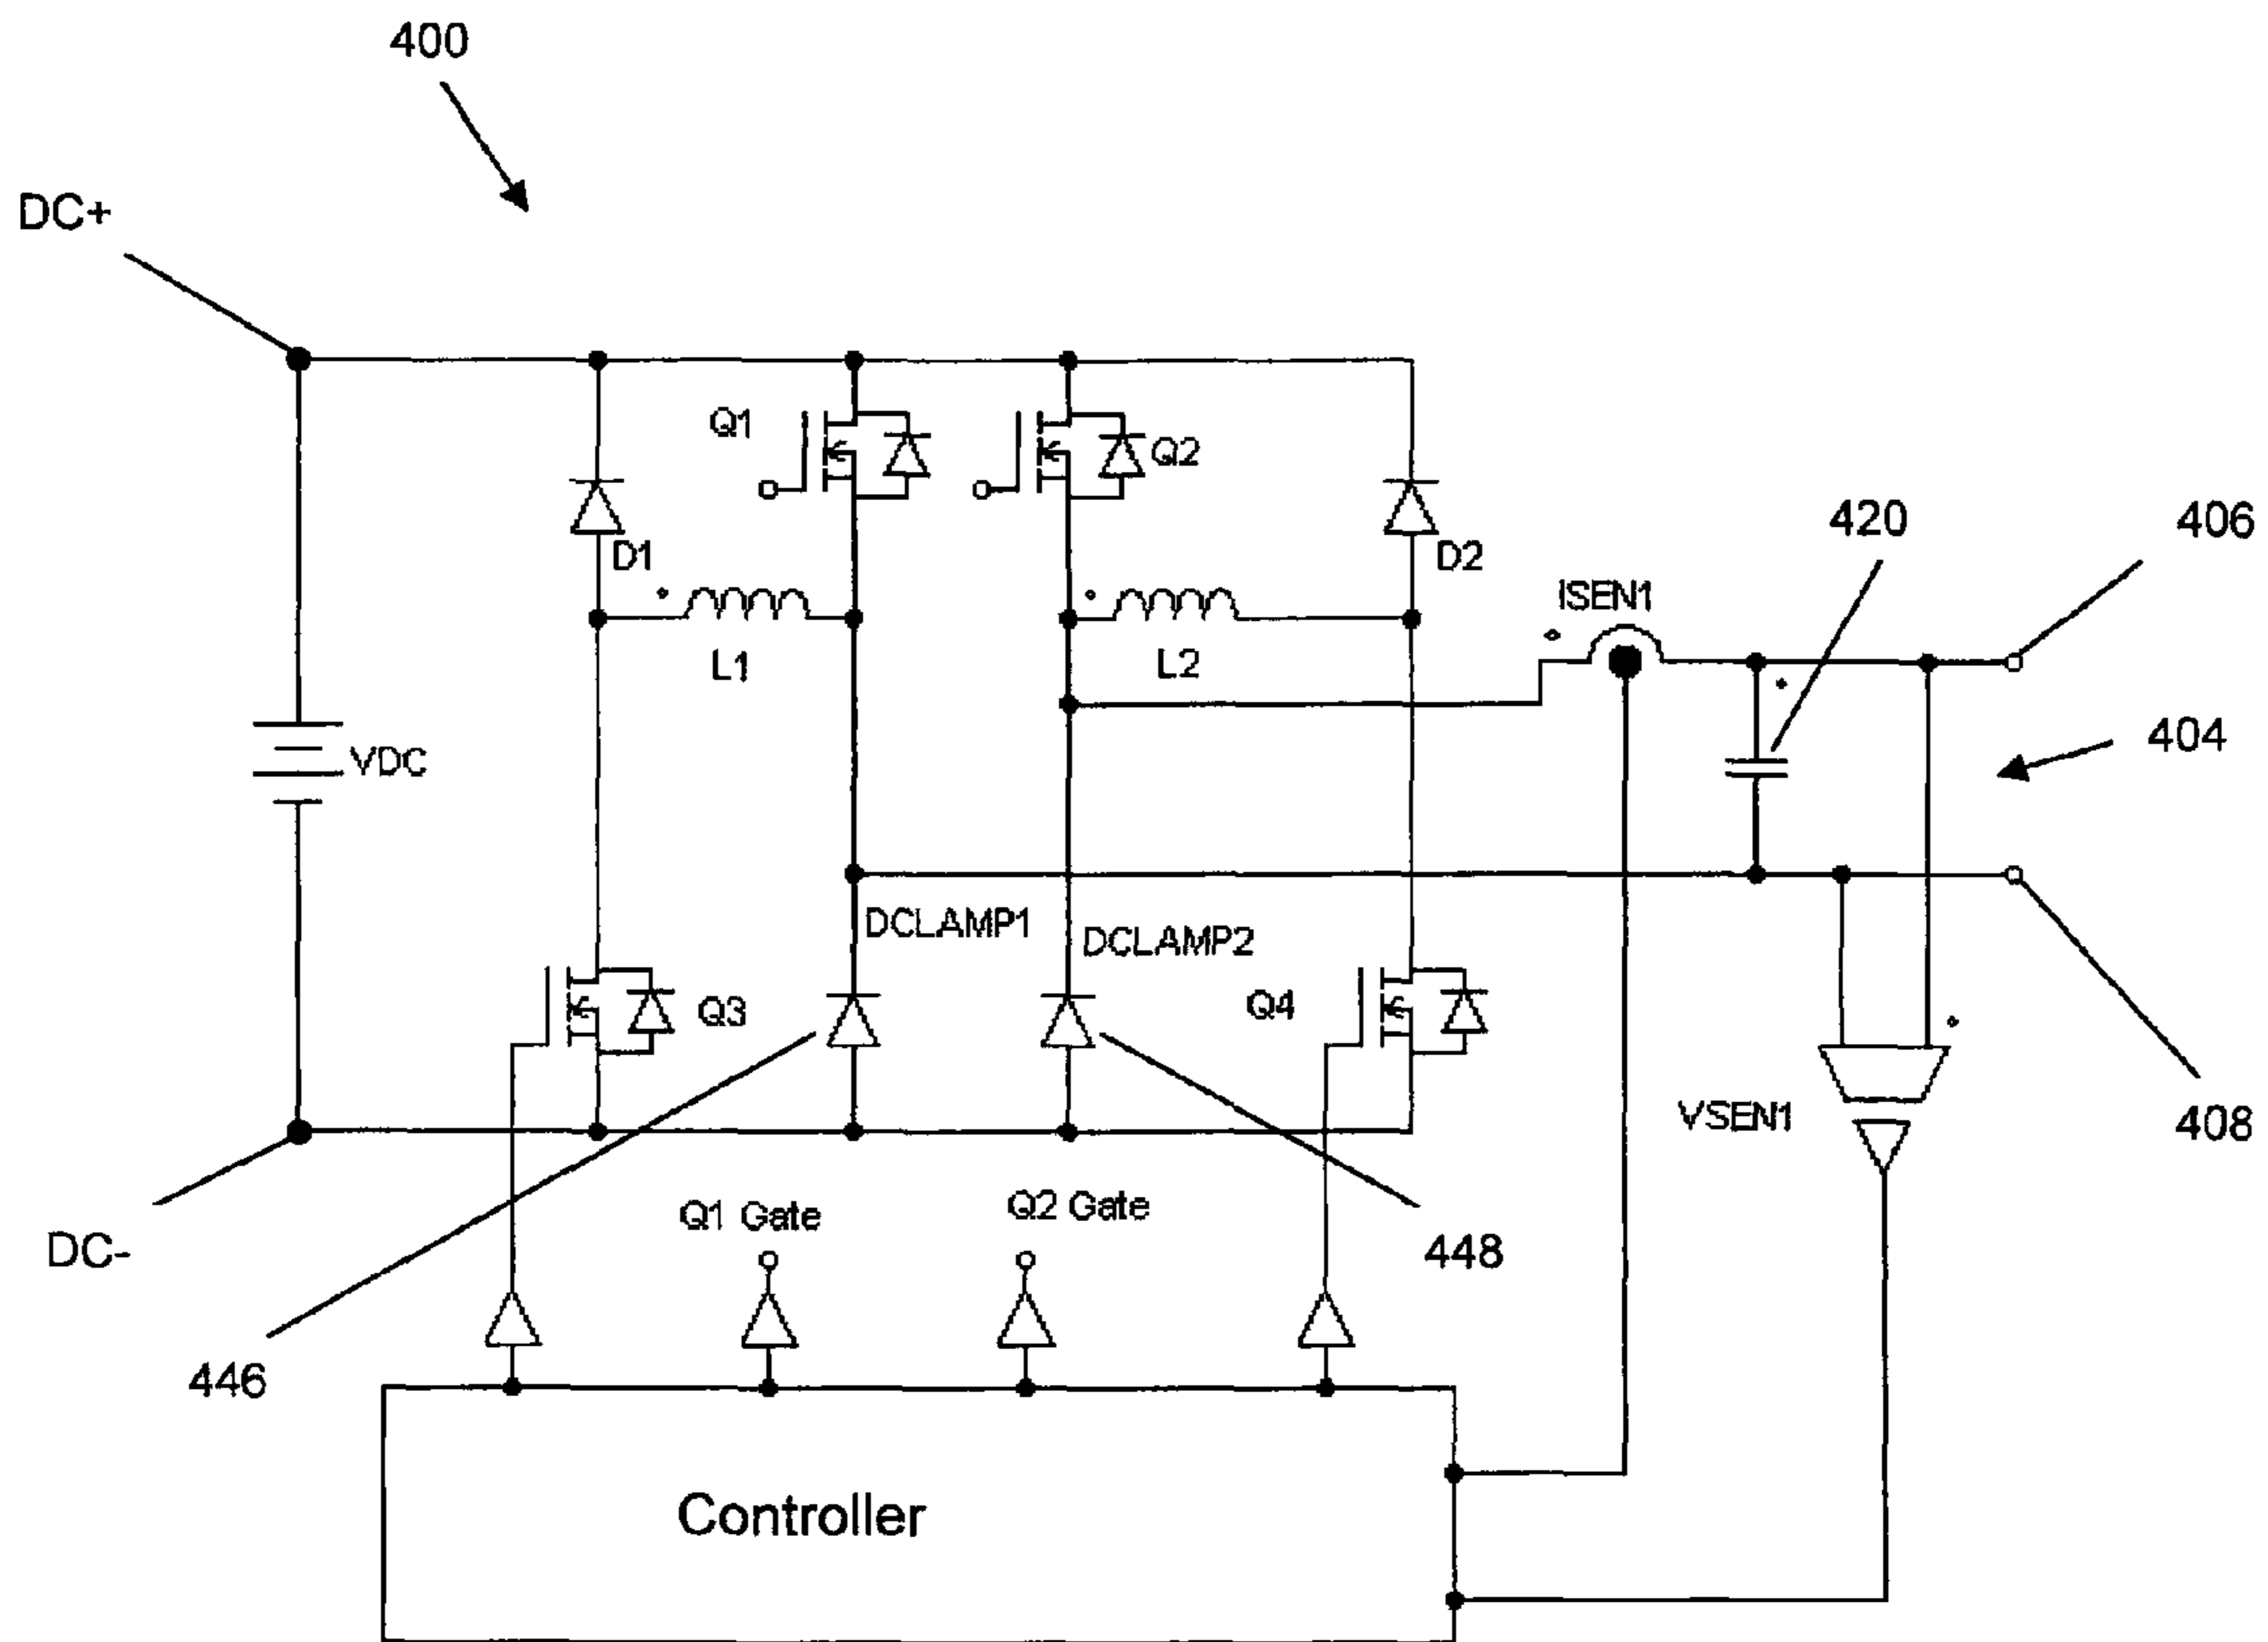 400
DC+
Q1
Q2
D1
D2
420
406
ISEN1
L1
L2
VDC
404
DCLAMP1
DCLAMP2
Q3
Q4
VSEN1
408
DC-
Q1 Gate
Q2 Gate
448
446
Controller